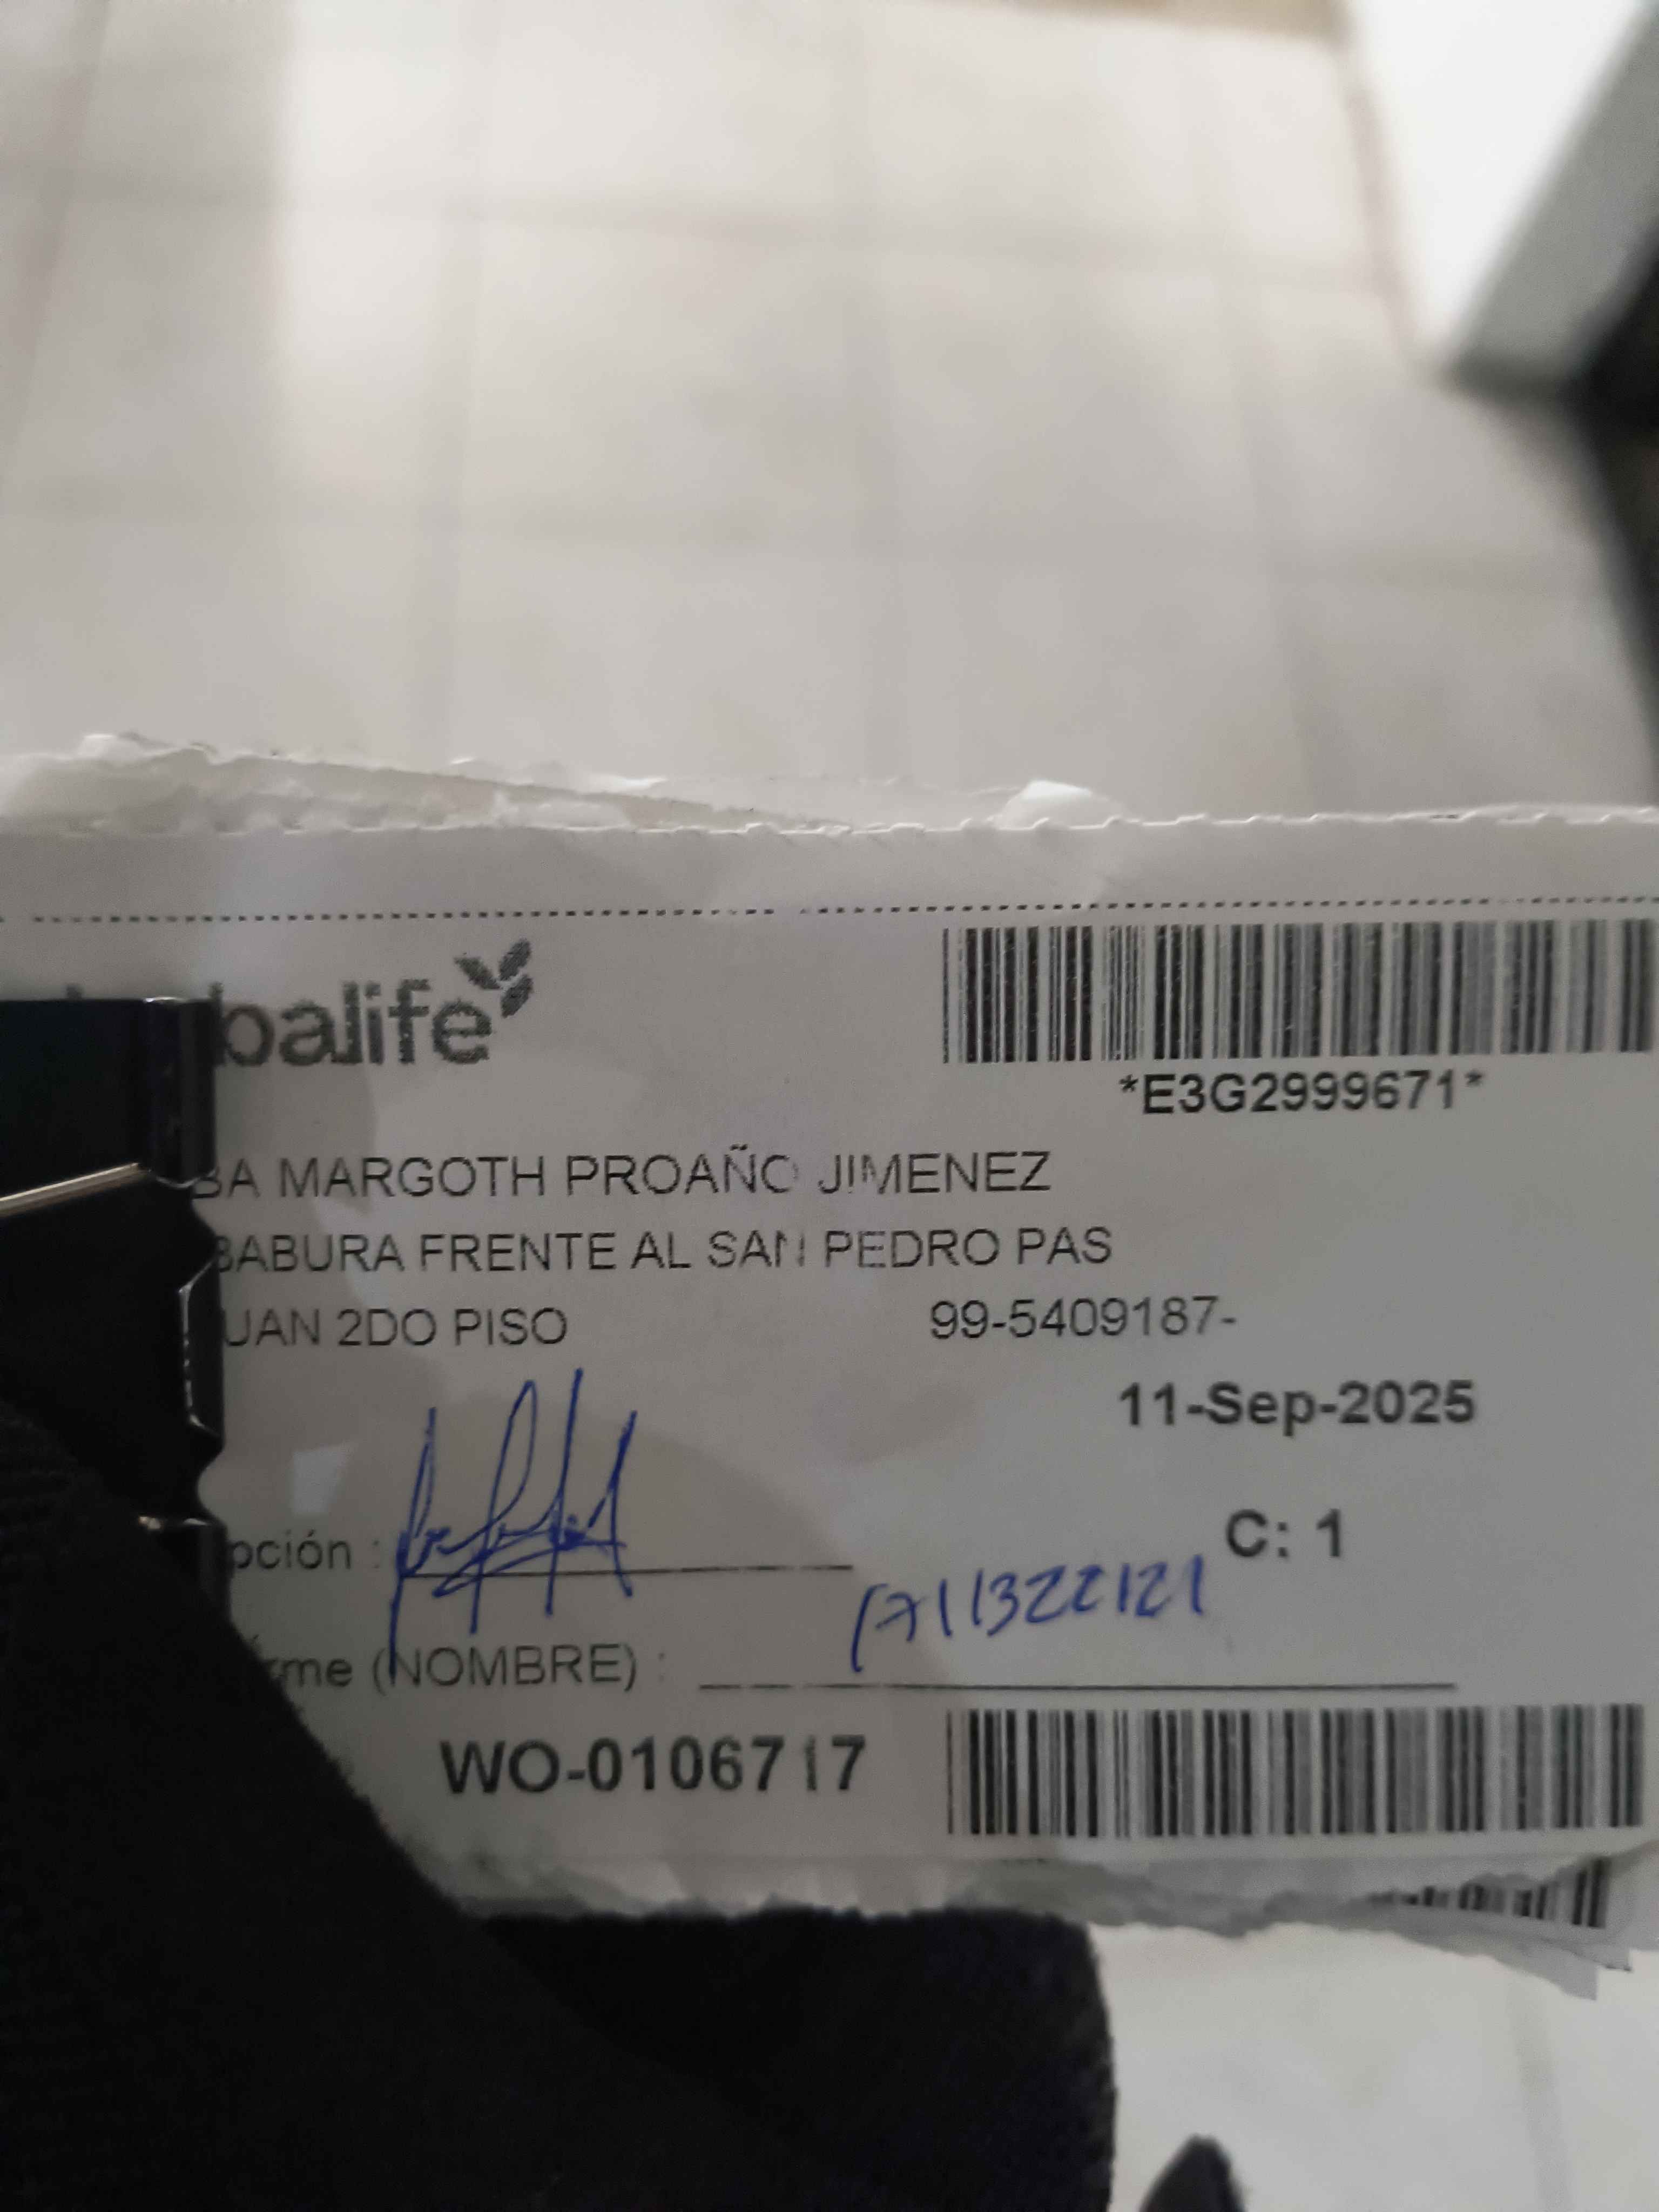 balife
*E3G2999671*
BA MARGOTH PROAÑO JIMENEZ
BABURA FRENTE AL SAN PEDRO PAS
UAN 2DO PISO 99-5409187-
11-Sep-2025
pción :
C: 1
1711322121
rme (NOMBRE) :
WO-0106717